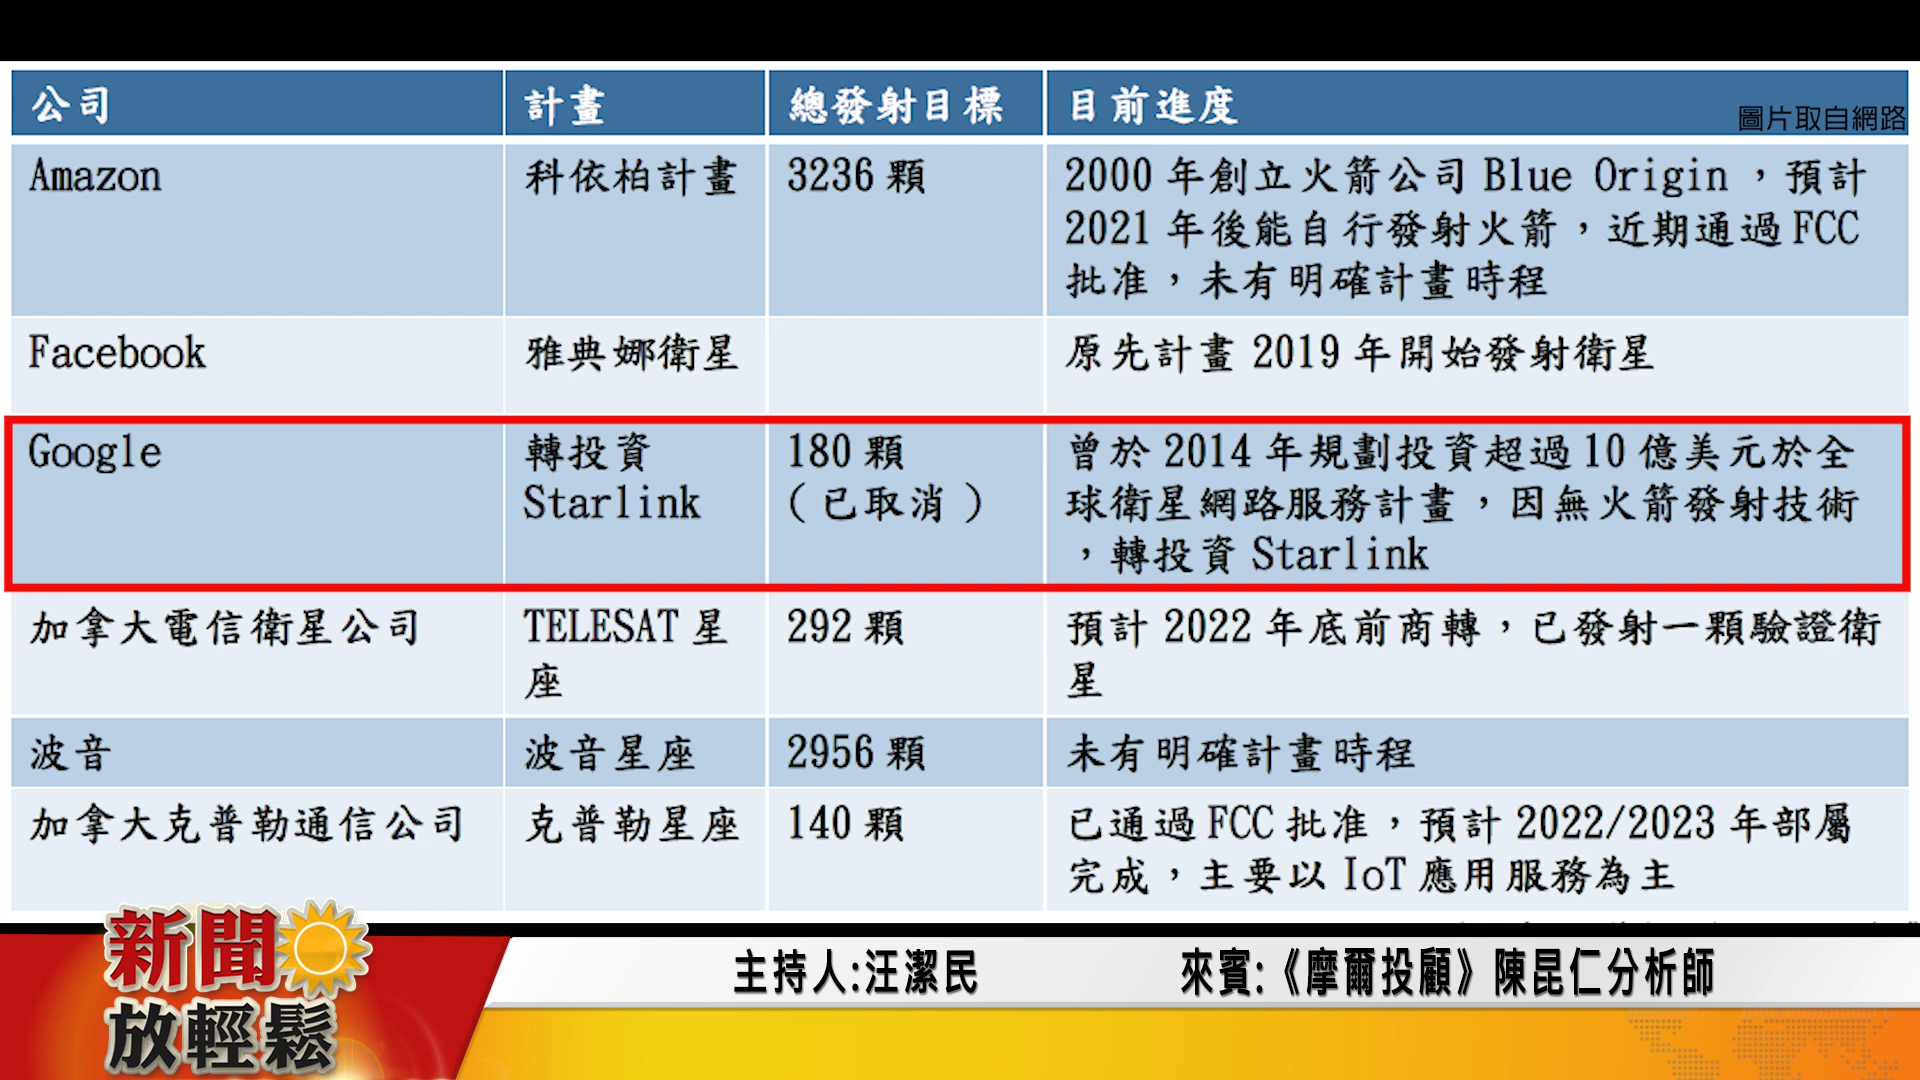 公司 計畫 總發射目標 目前進度
圖片取自網路
Amazon 科依柏計畫 3236 顆 2000 年創立火箭公司 Blue Origin ，預計
2021 年後能自行發射火箭，近期通過 FCC
批准，未有明確計畫時程
Facebook 雅典娜衛星 原先計畫 2019 年開始發射衛星
Google 轉投資 180 顆 曾於 2014 年規劃投資超過 10 億美元於全
Starlink （已取消） 球衛星網路服務計畫，因無火箭發射技術
，轉投資 Starlink
加拿大電信衛星公司 TELESAT 星 292 顆 預計 2022 年底前商轉，已發射一顆驗證衛
座 星
波音 波音星座 2956 顆 未有明確計畫時程
加拿大克普勒通信公司 克普勒星座 140 顆 已通過 FCC 批准，預計 2022/2023 年部屬
完成，主要以 IoT 應用服務為主
新聞
放輕鬆
主持人:汪潔民 來賓:《摩爾投顧》陳昆仁分析師